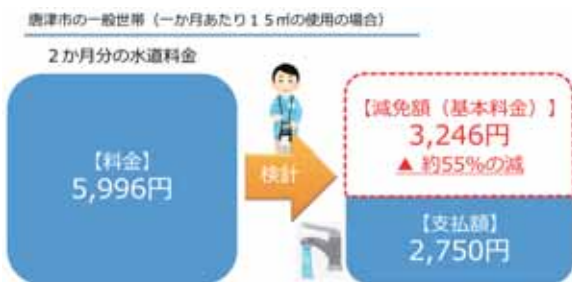 唐津市の一般世帯（一か月あたり１５㎥の使用の場合）
２か月分の水道料金
【料金】
5,996円
検針
【減免額（基本料金）】
3,246円
▲ 約55%の減
【支払額】
2,750円